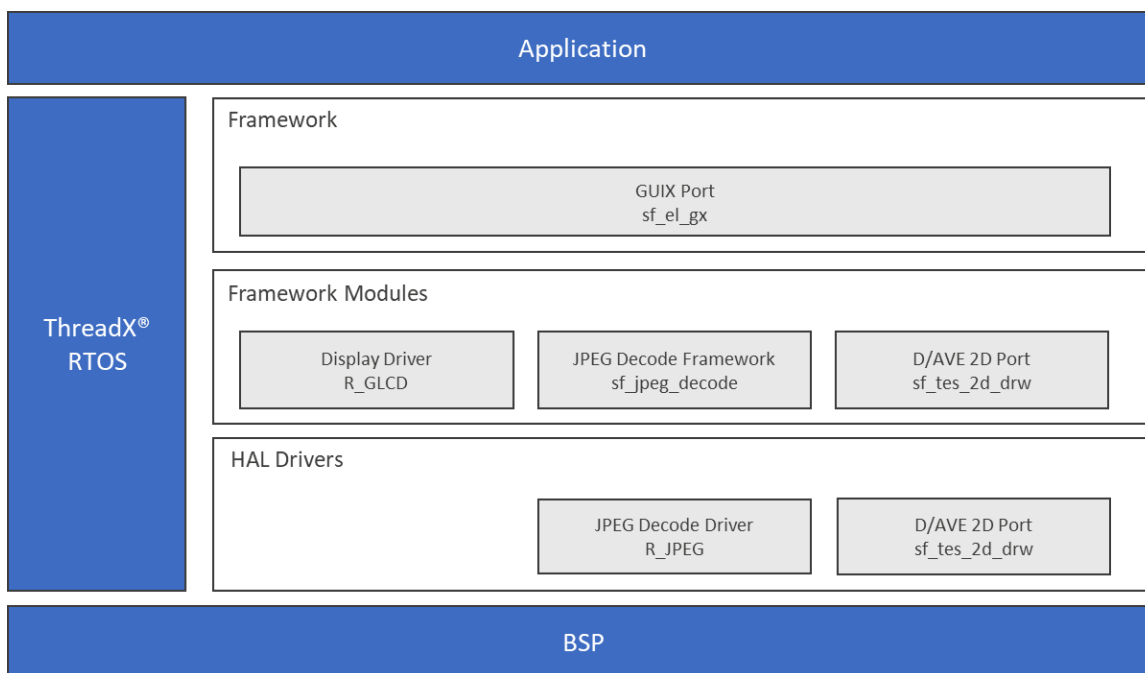 Application
ThreadX®
RTOS
Framework
GUIX Port
sf_el_gx
Framework Modules
Display Driver
R_GLCD
JPEG Decode Framework
sf_jpeg_decode
D/AVE 2D Port
sf_tes_2d_drw
HAL Drivers
JPEG Decode Driver
R_JPEG
D/AVE 2D Port
sf_tes_2d_drw
BSP